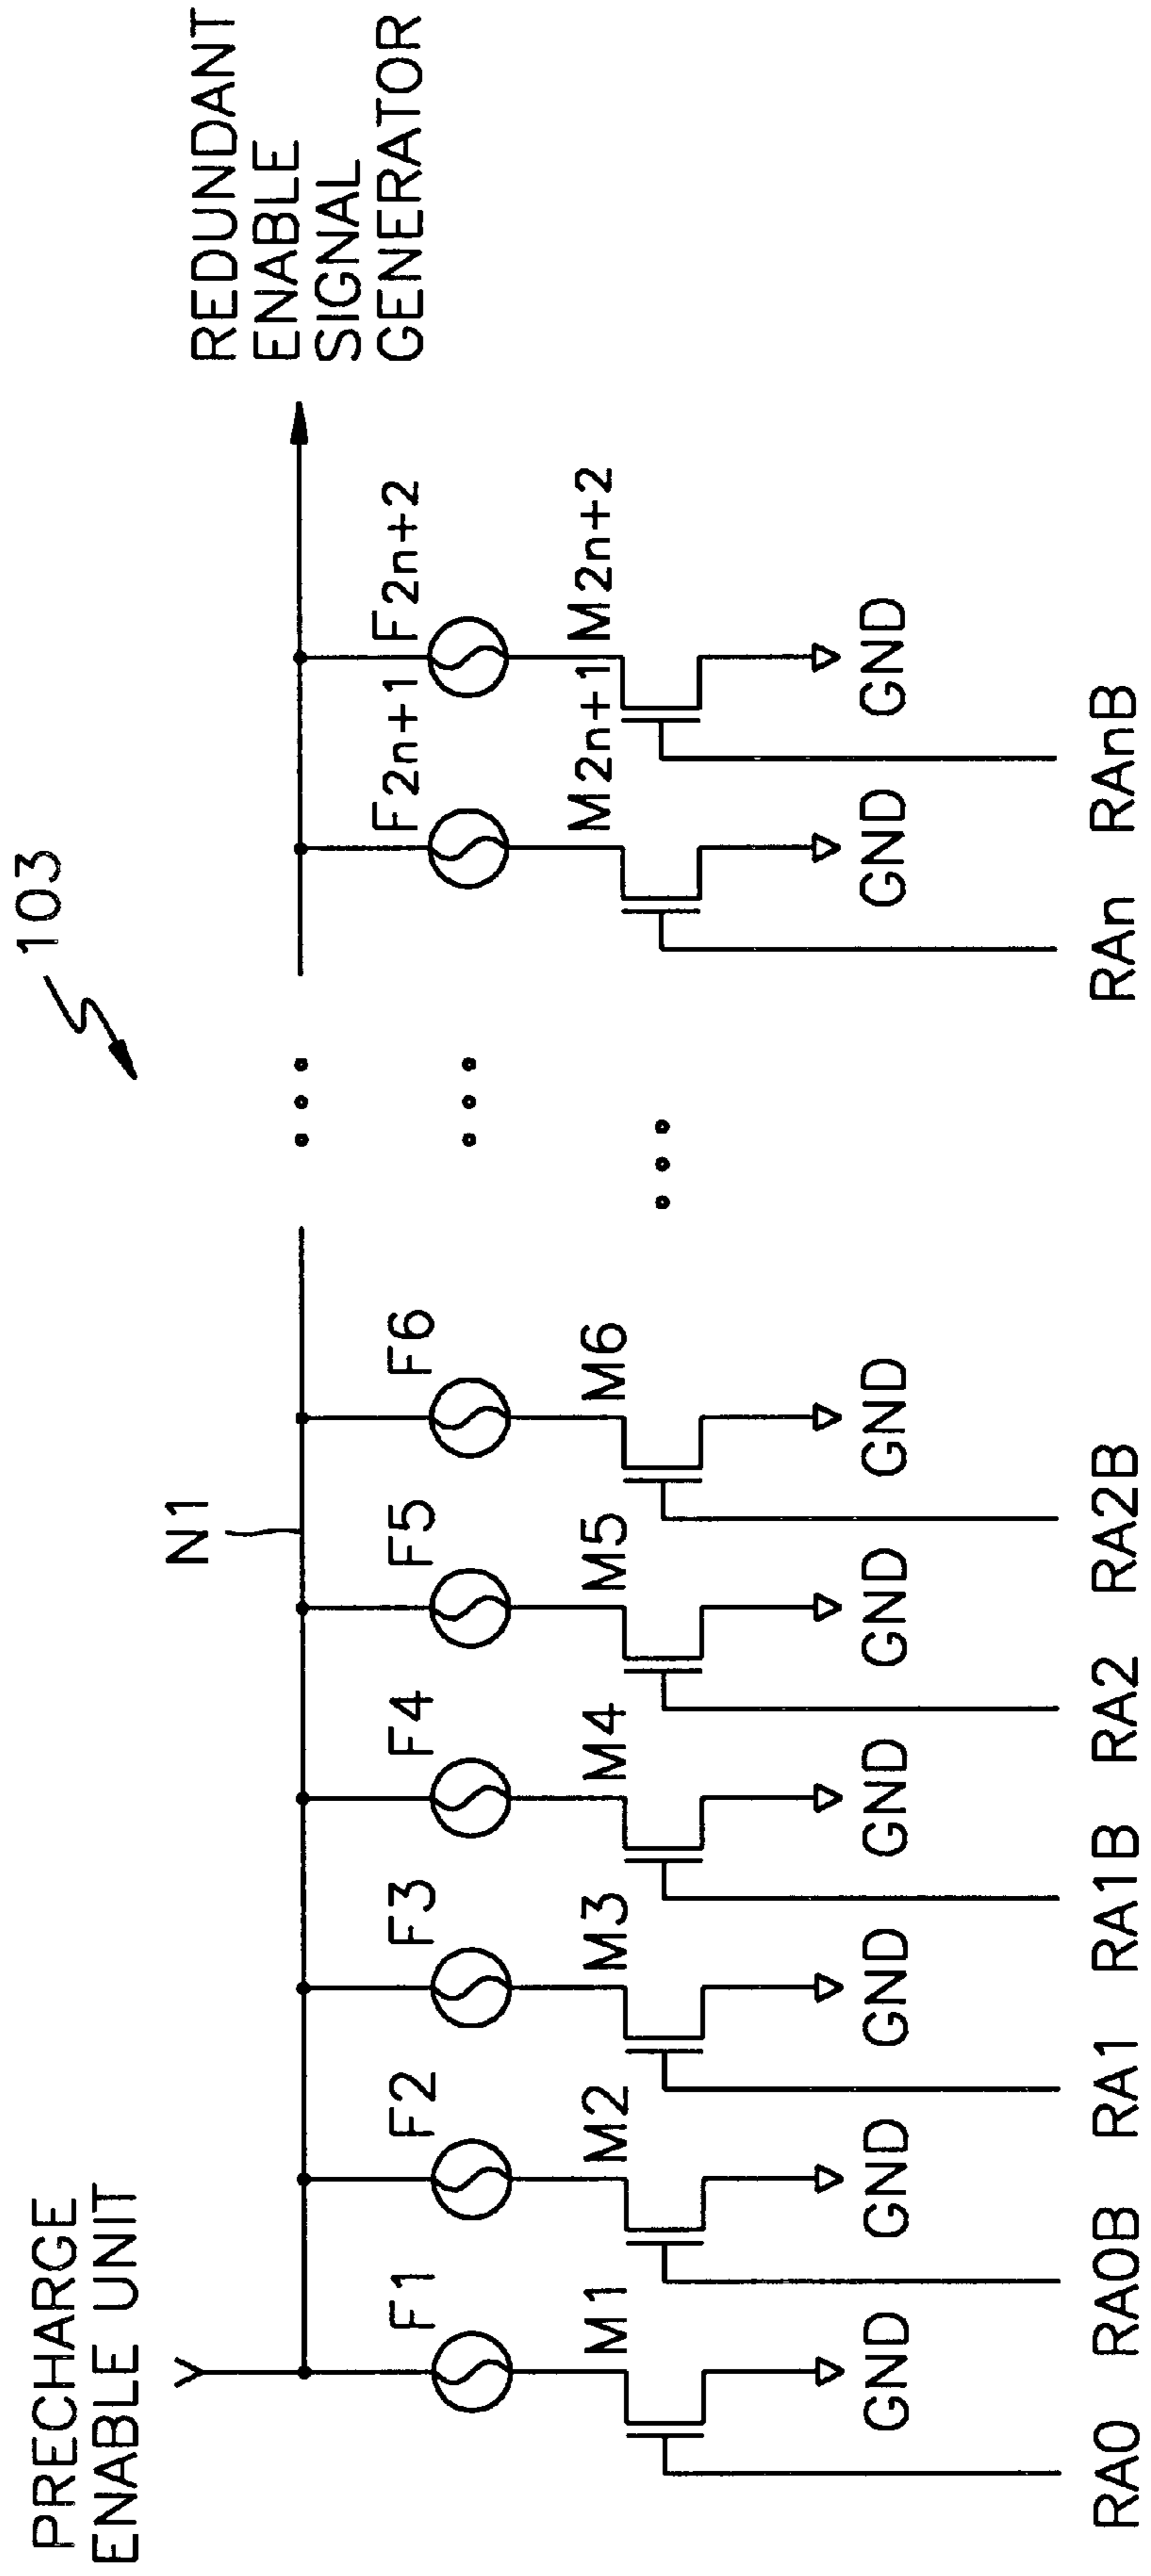 103
PRECHARGE
ENABLE UNIT
N1
REDUNDANT
ENABLE
SIGNAL
GENERATOR
F1 F2 F3 F4 F5 F6 F2n+1 F2n+2
M1 M2 M3 M4 M5 M6 M2n+1 M2n+2
GND GND GND GND GND GND GND GND
RA0 RA0B RA1 RA1B RA2 RA2B RAn RAnB